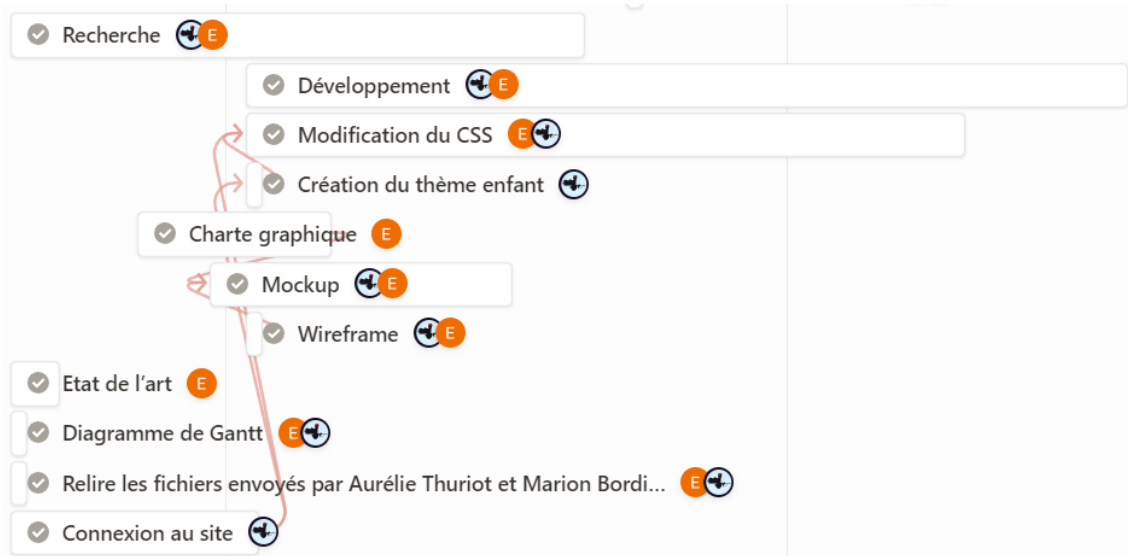 Recherche E
Développement E
Modification du CSS E
Création du thème enfant
Charte graphique E
Mockup E
Wireframe E
Etat de l'art E
Diagramme de Gantt E
Relire les fichiers envoyés par Aurélie Thuriot et Marion Bordi... E
Connexion au site